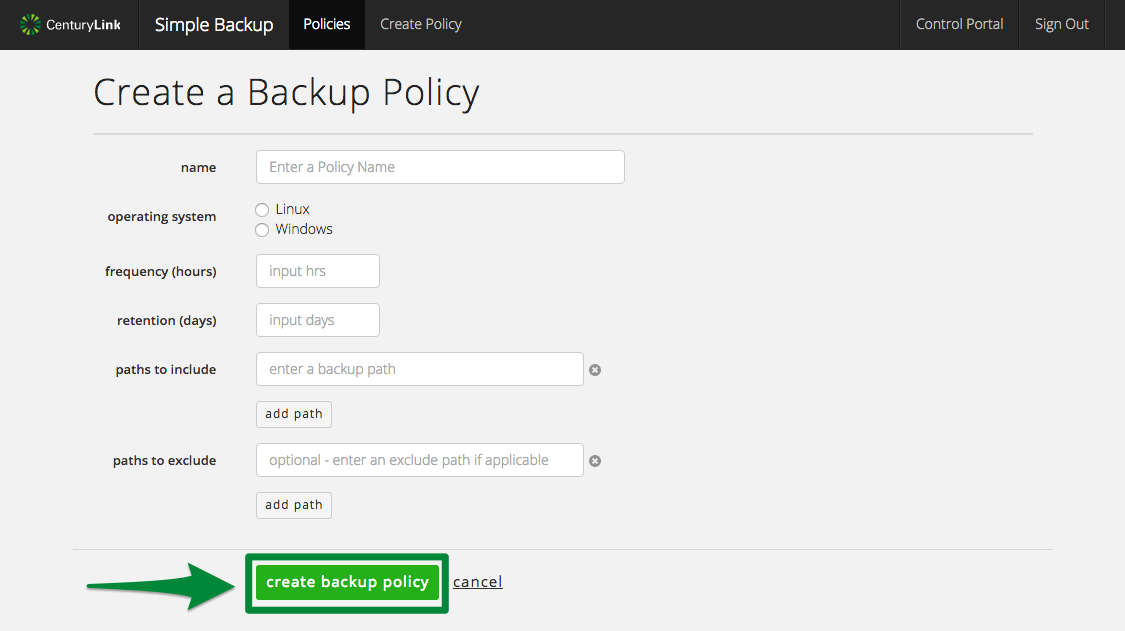 CenturyLink Simple Backup Policies Create Policy Control Portal Sign Out
Create a Backup Policy
name Enter a Policy Name
operating system Linux
Windows
frequency (hours) input hrs
retention (days) input days
paths to include enter a backup path
add path
paths to exclude optional - enter an exclude path if applicable
add path
create backup policy cancel